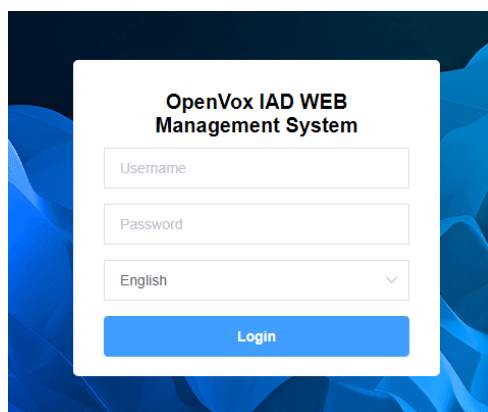 OpenVox IAD WEB
Management System
Username
Password
English
Login